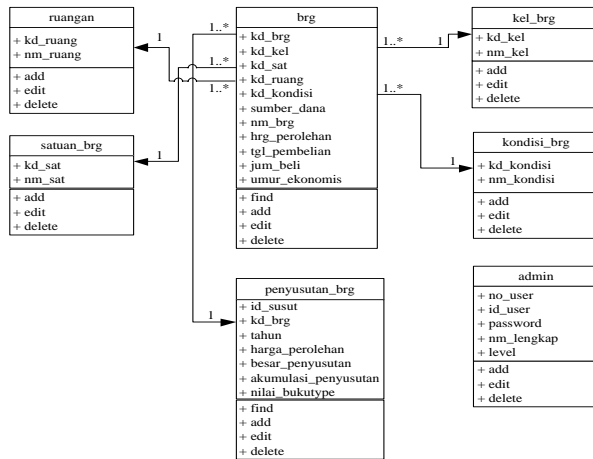 ruangan
+ kd_ruang
+ nm_ruang
+ add
+ edit
+ delete
satuan_brg
+ kd_sat
+ nm_sat
+ add
+ edit
+ delete
brg
+ kd_brg
+ kd_kel
+ kd_sat
+ kd_ruang
+ kd_kondisi
+ sumber_dana
+ nm_brg
+ hrg_perolehan
+ tgl_pembelian
+ jum_beli
+ umur_ekonomis
+ find
+ add
+ edit
+ delete
penyusutan_brg
+ id_susut
+ kd_brg
+ tahun
+ harga_perolehan
+ besar_penyusutan
+ akumulasi_penyusutan
+ nilai_bukutype
+ find
+ add
+ edit
+ delete
kel_brg
+ kd_kel
+ nm_kel
+ add
+ edit
+ delete
kondisi_brg
+ kd_kondisi
+ nm_kondisi
+ add
+ edit
+ delete
admin
+ no_user
+ id_user
+ password
+ nm_lengkap
+ level
+ add
+ edit
+ delete
1
1..*
1..*
1..*
1
1
1..*
1
1..*
1